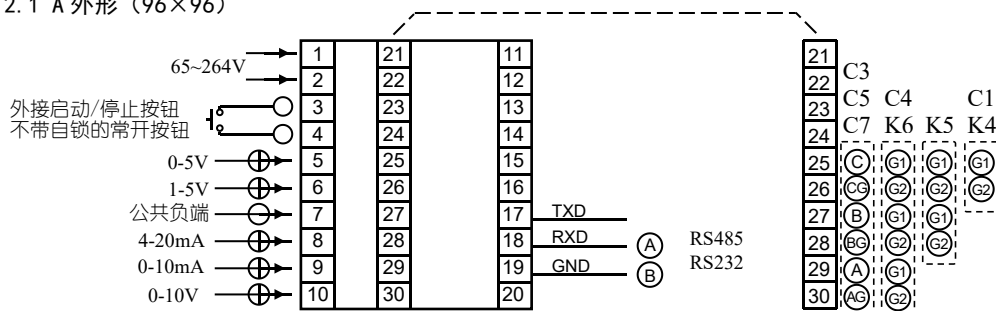 2.1 A 外形（96×96）
65~264V
外接启动/停止按钮
不带自锁的常开按钮
0-5V
1-5V
公共负端
4-20mA
0-10mA
0-10V
1 21 11
2 22 12
3 23 13
4 24 14
5 25 15
6 26 16
7 27 17 TXD
8 28 18 RXD A RS485
9 29 19 GND B RS232
10 30 20
21
22 C3
23 C5 C4 C1
24 C7 K6 K5 K4
25 C G1 G1 G1
26 CG G2 G2 G2
27 B G1 G1
28 BG G2 G2
29 A G1
30 AG G2